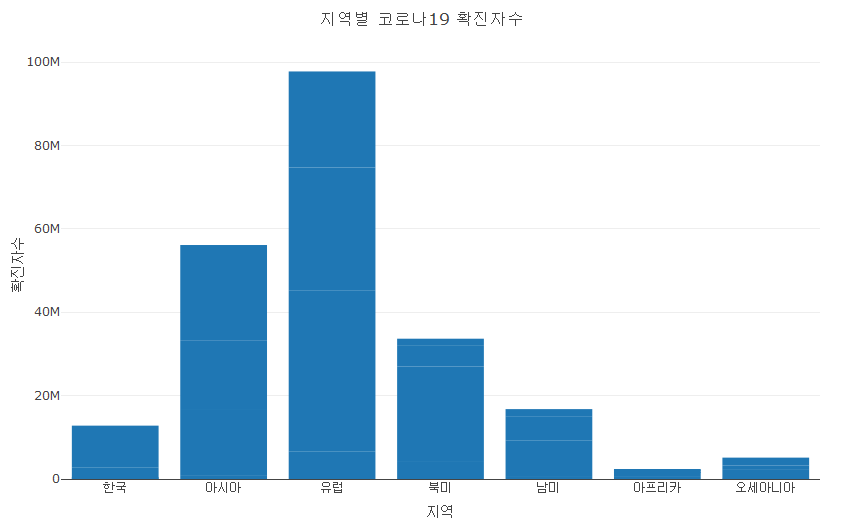 지역별 코로나19 확진자수
100M
80M
60M
40M
20M
0
확진자수
한국 아시아 유럽 북미 남미 아프리카 오세아니아
지역